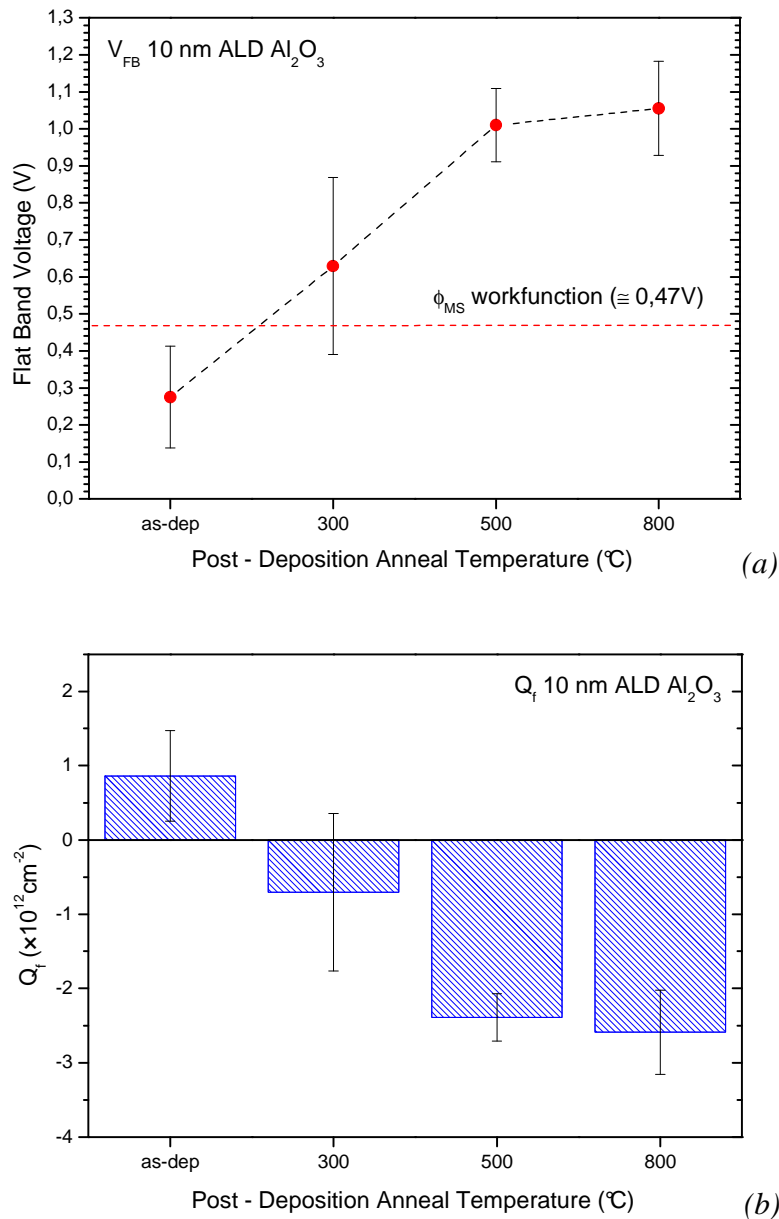 V_FB 10 nm ALD Al₂O₃
1,3
1,2
1,1
1,0
0,9
0,8
0,7
0,6
0,5
0,4
0,3
0,2
0,1
0,0
Flat Band Voltage (V)
ϕ_MS workfunction (≅ 0,47V)
as-dep 300 500 800
Post - Deposition Anneal Temperature (°C)
(a)
Q_f 10 nm ALD Al₂O₃
2
1
0
-1
-2
-3
-4
Q_f (×10¹²cm⁻²)
as-dep 300 500 800
Post - Deposition Anneal Temperature (°C)
(b)